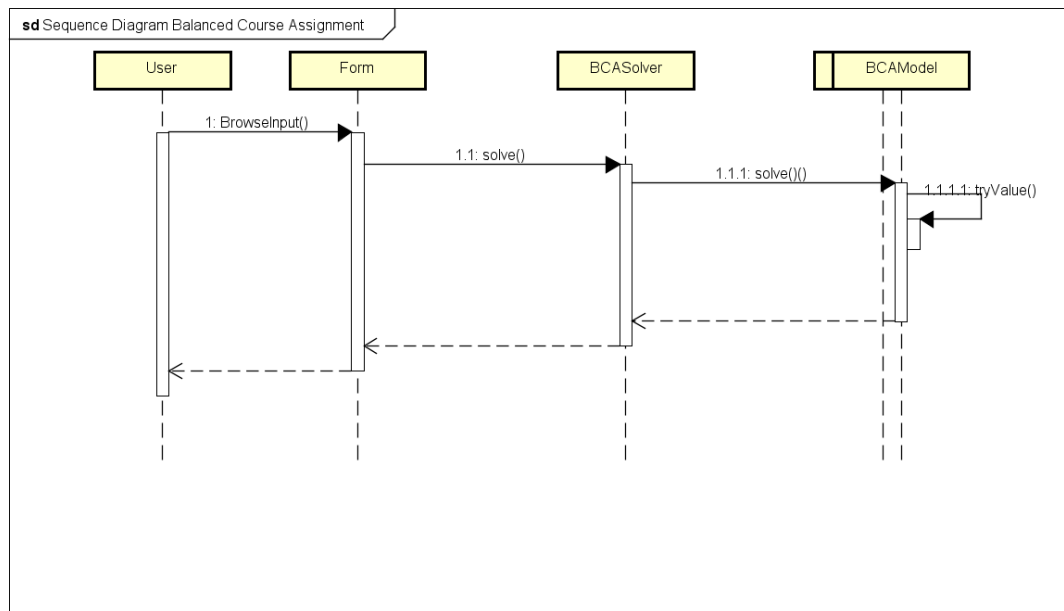 sd Sequence Diagram Balanced Course Assignment
User
Form
BCASolver
BCAModel
1: BrowseInput()
1.1: solve()
1.1.1: solve()()
1.1.1.1: tryValue()